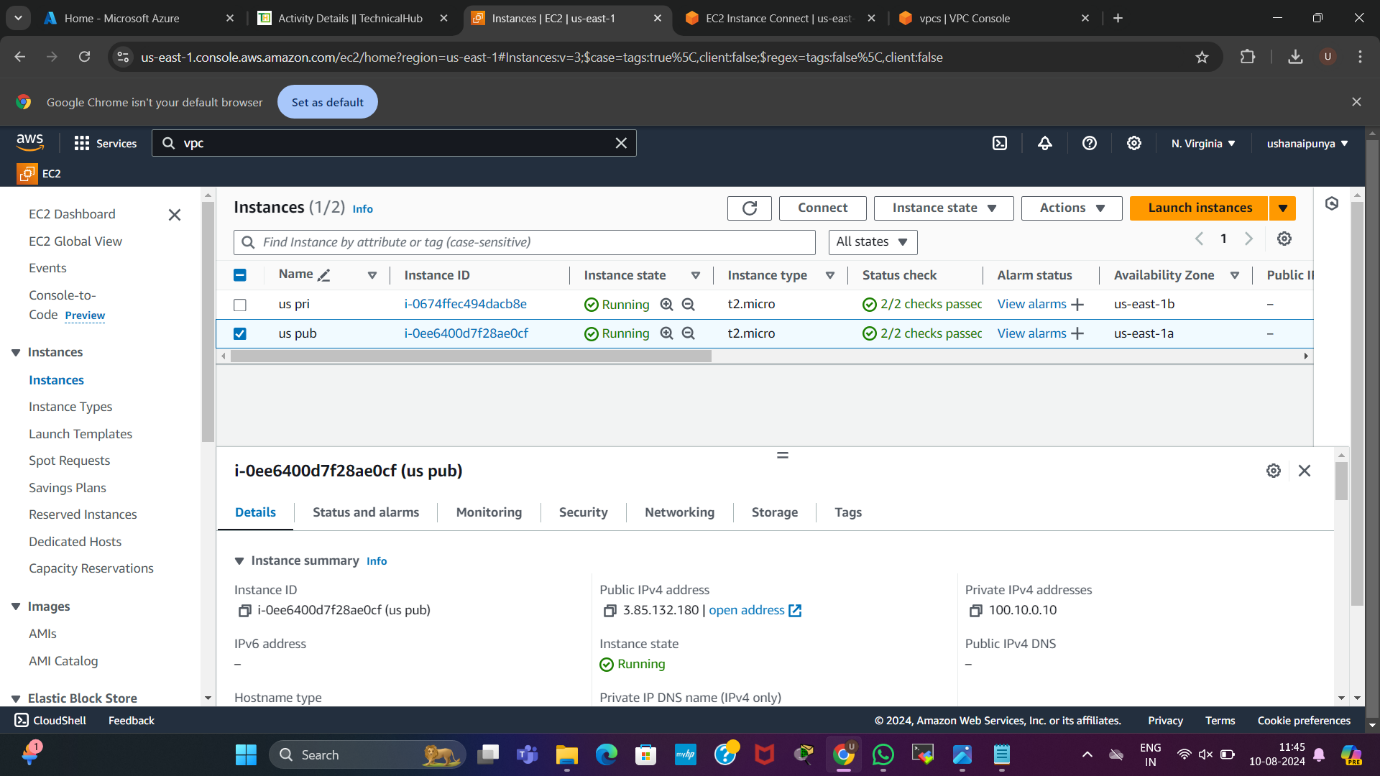 Home - Microsoft Azure
Activity Details || TechnicalHub
Instances | EC2 | us-east-1
EC2 Instance Connect | us-east-
vpcs | VPC Console
us-east-1.console.aws.amazon.com/ec2/home?region=us-east-1#Instances:v=3;$case=tags:true%5C,client:false;$regex=tags:false%5C,client:false
U
Google Chrome isn't your default browser
Set as default
aws
Services
vpc
N. Virginia
ushanaipunya
EC2
EC2 Dashboard
EC2 Global View
Events
Console-to-
Code Preview
Instances
Instances
Instance Types
Launch Templates
Spot Requests
Savings Plans
Reserved Instances
Dedicated Hosts
Capacity Reservations
Images
AMIs
AMI Catalog
Elastic Block Store
Instances (1/2) Info
Connect
Instance state
Actions
Launch instances
Find Instance by attribute or tag (case-sensitive)
All states
1
Name Instance ID Instance state Instance type Status check Alarm status Availability Zone Public I
us pri i-0674ffec494dacb8e Running t2.micro 2/2 checks passec View alarms + us-east-1b –
us pub i-0ee6400d7f28ae0cf Running t2.micro 2/2 checks passec View alarms + us-east-1a –
i-0ee6400d7f28ae0cf (us pub)
Details Status and alarms Monitoring Security Networking Storage Tags
Instance summary Info
Instance ID
i-0ee6400d7f28ae0cf (us pub)
Public IPv4 address
3.85.132.180 | open address
Private IPv4 addresses
100.10.0.10
IPv6 address
–
Instance state
Running
Public IPv4 DNS
–
Hostname type
Private IP DNS name (IPv4 only)
CloudShell
Feedback
© 2024, Amazon Web Services, Inc. or its affiliates.
Privacy
Terms
Cookie preferences
1
Search
myhp
U
PRE
ENG
IN
11:45
10-08-2024